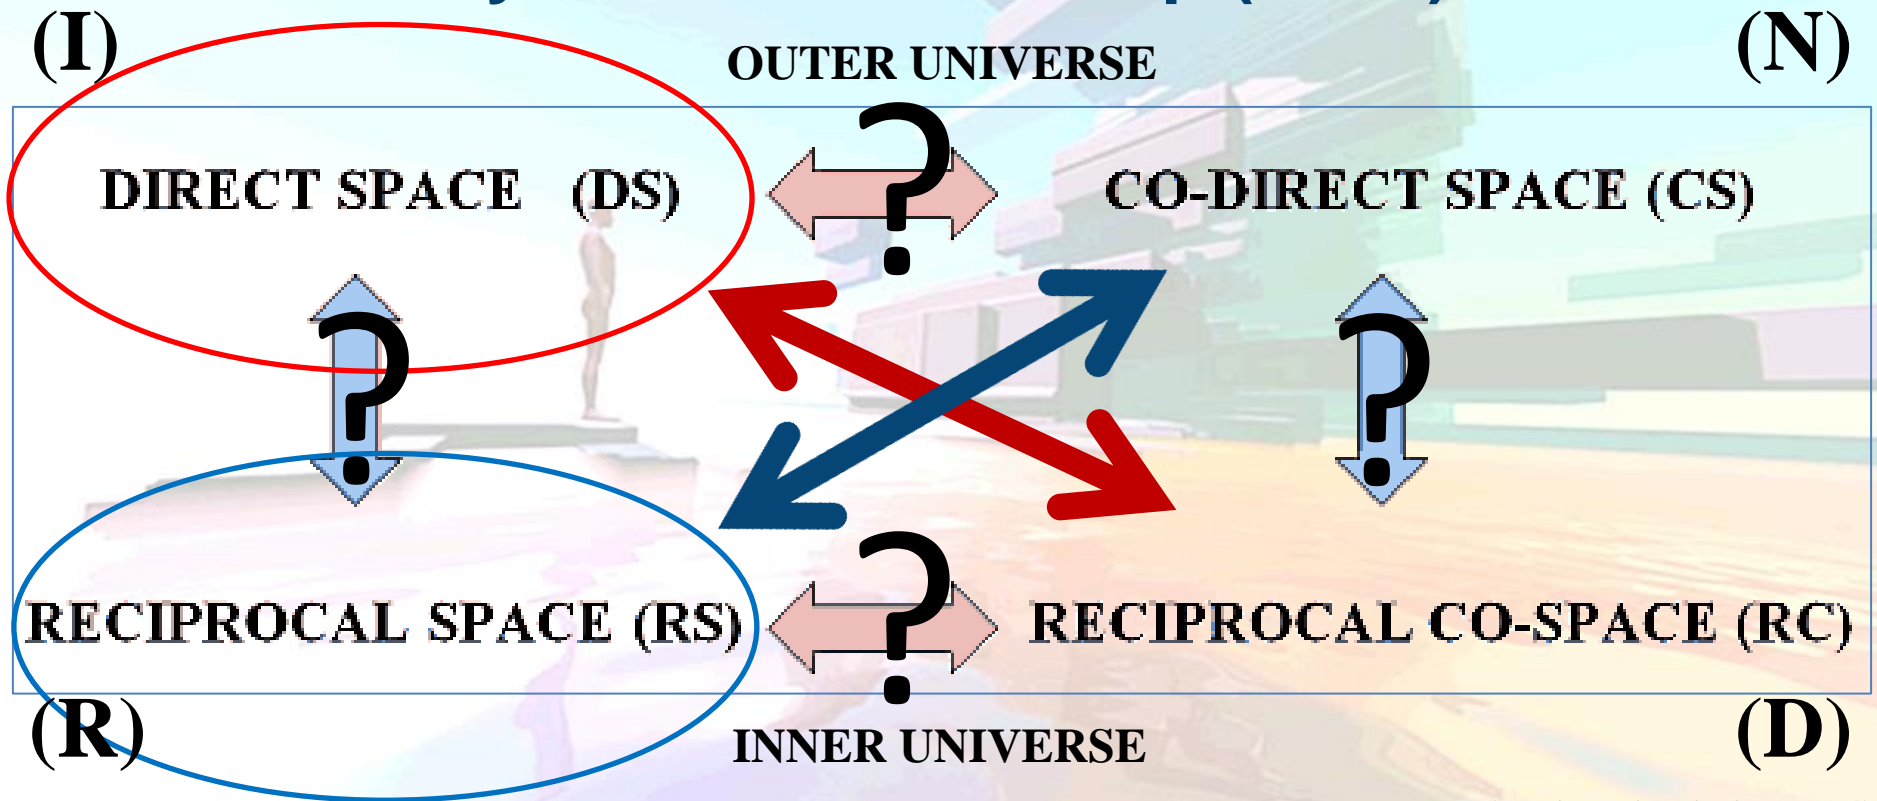 (I)
(N)
OUTER UNIVERSE
?
DIRECT SPACE (DS)
CO-DIRECT SPACE (CS)
?
?
?
RECIPROCAL SPACE (RS)
RECIPROCAL CO-SPACE (RC)
(R)
(D)
INNER UNIVERSE